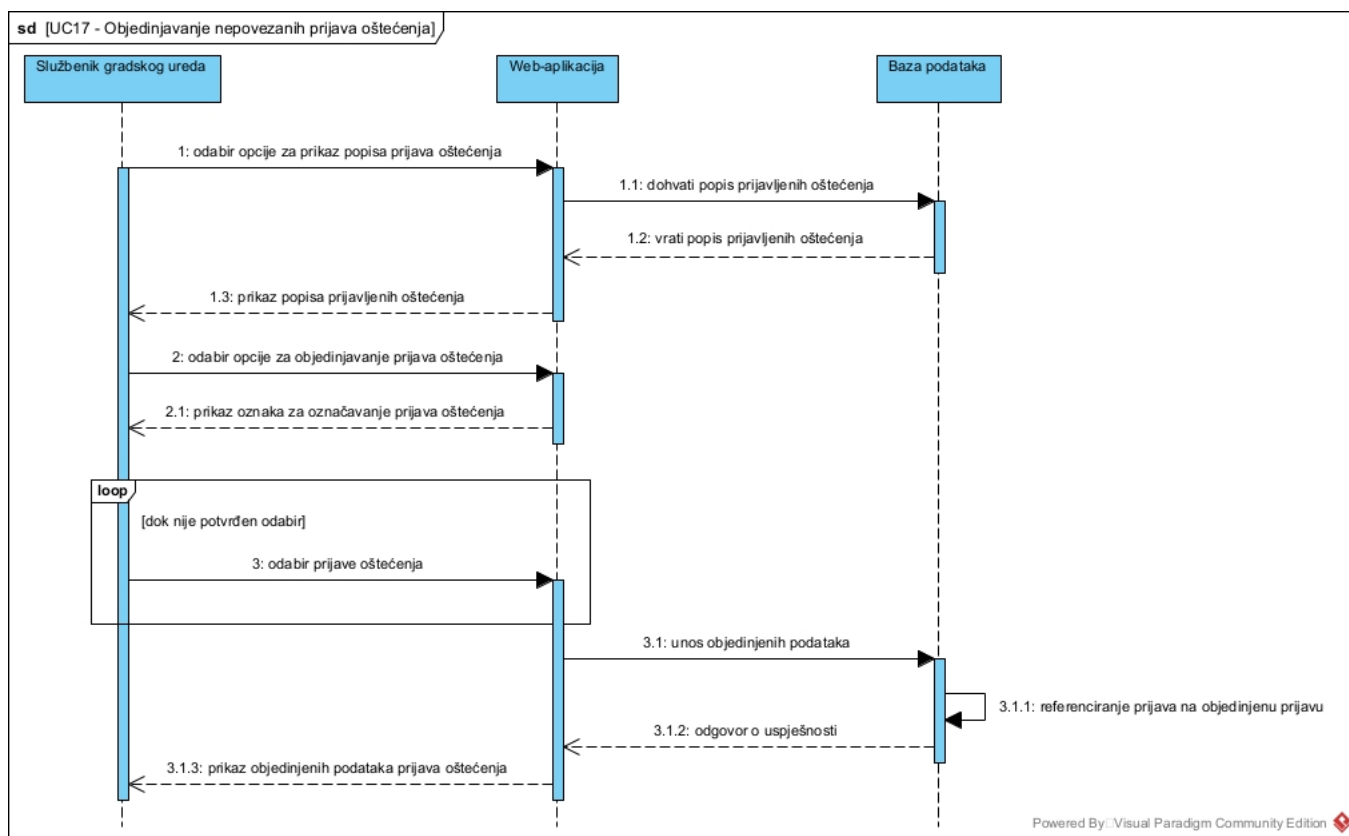 sd [UC17 - Objedinjavanje nepovezanih prijava oštećenja]
Službenik gradskog ureda
Web-aplikacija
Baza podataka
1: odabir opcije za prikaz popisa prijava oštećenja
1.1: dohvati popis prijavljenih oštećenja
1.2: vrati popis prijavljenih oštećenja
1.3: prikaz popisa prijavljenih oštećenja
2: odabir opcije za objedinjavanje prijava oštećenja
2.1: prikaz oznaka za označavanje prijava oštećenja
loop
[dok nije potvrđen odabir]
3: odabir prijave oštećenja
3.1: unos objedinjenih podataka
3.1.1: referenciranje prijava na objedinjenu prijavu
3.1.2: odgovor o uspješnosti
3.1.3: prikaz objedinjenih podataka prijava oštećenja
Powered By Visual Paradigm Community Edition